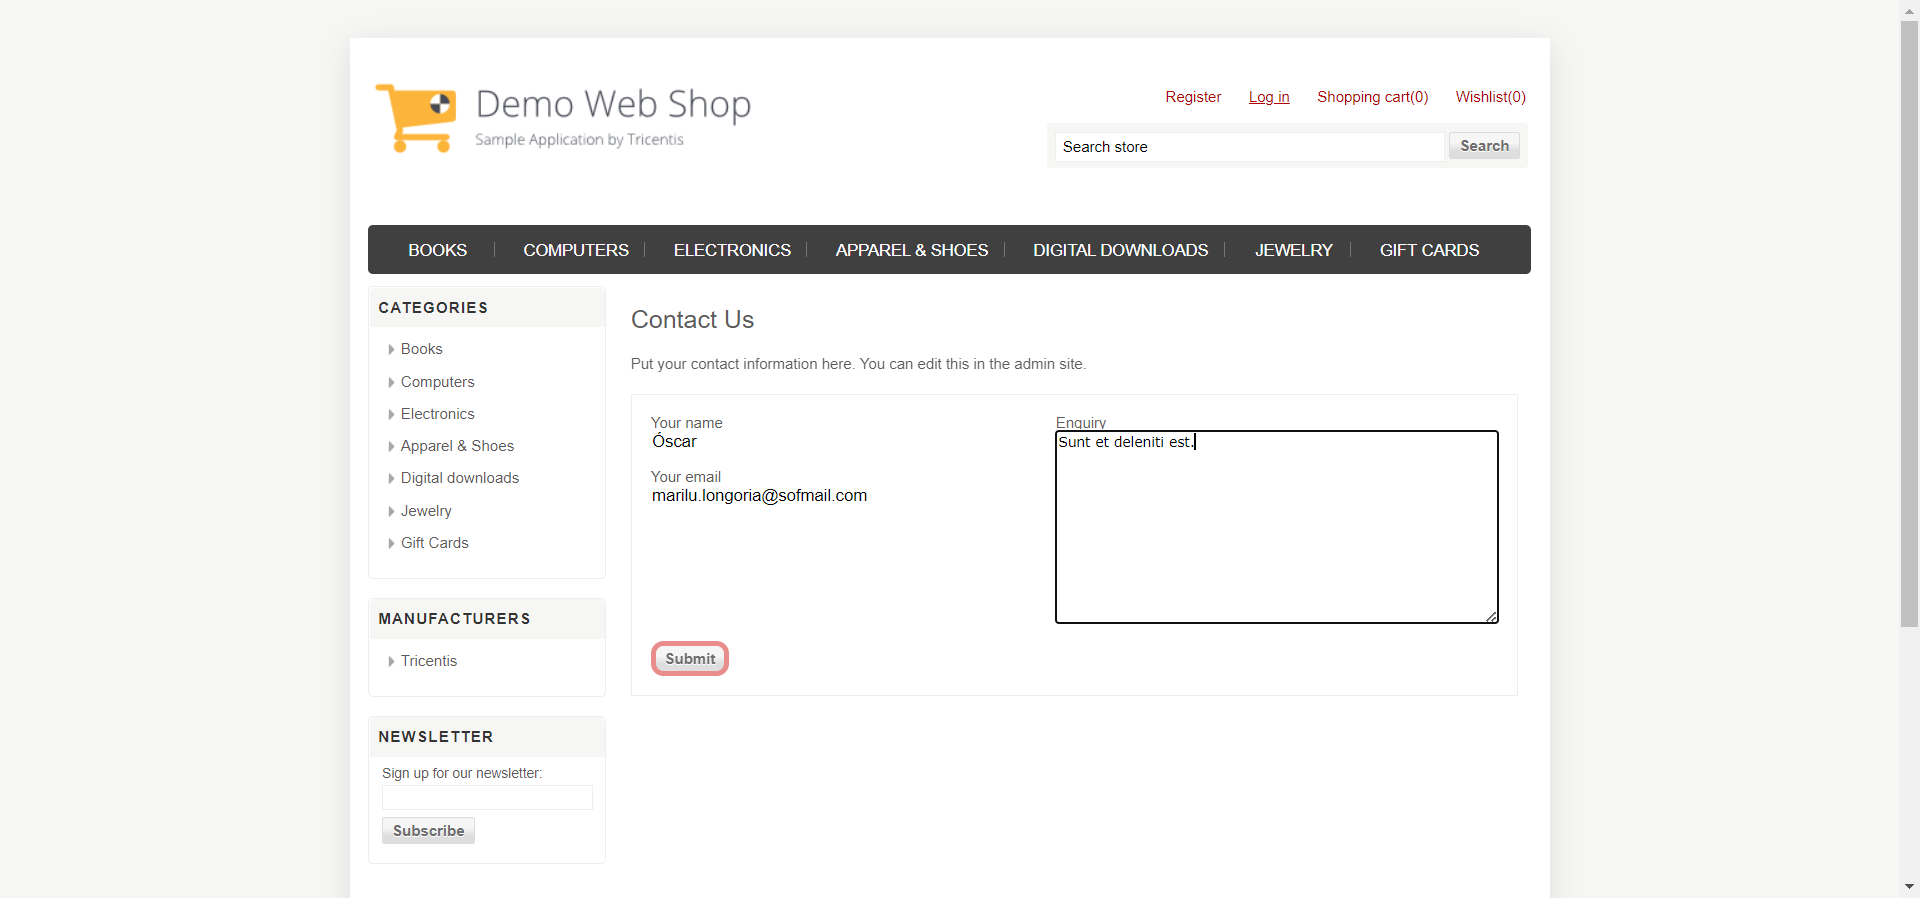 Demo Web Shop
Sample Application by Tricentis
Register Log in Shopping cart(0) Wishlist(0)
Search store Search
BOOKS COMPUTERS ELECTRONICS APPAREL & SHOES DIGITAL DOWNLOADS JEWELRY GIFT CARDS
CATEGORIES
Books
Computers
Electronics
Apparel & Shoes
Digital downloads
Jewelry
Gift Cards
MANUFACTURERS
Tricentis
NEWSLETTER
Sign up for our newsletter:
Subscribe
Contact Us
Put your contact information here. You can edit this in the admin site.
Your name
Óscar
Your email
marilu.longoria@sofmail.com
Enquiry
Sunt et deleniti est.
Submit